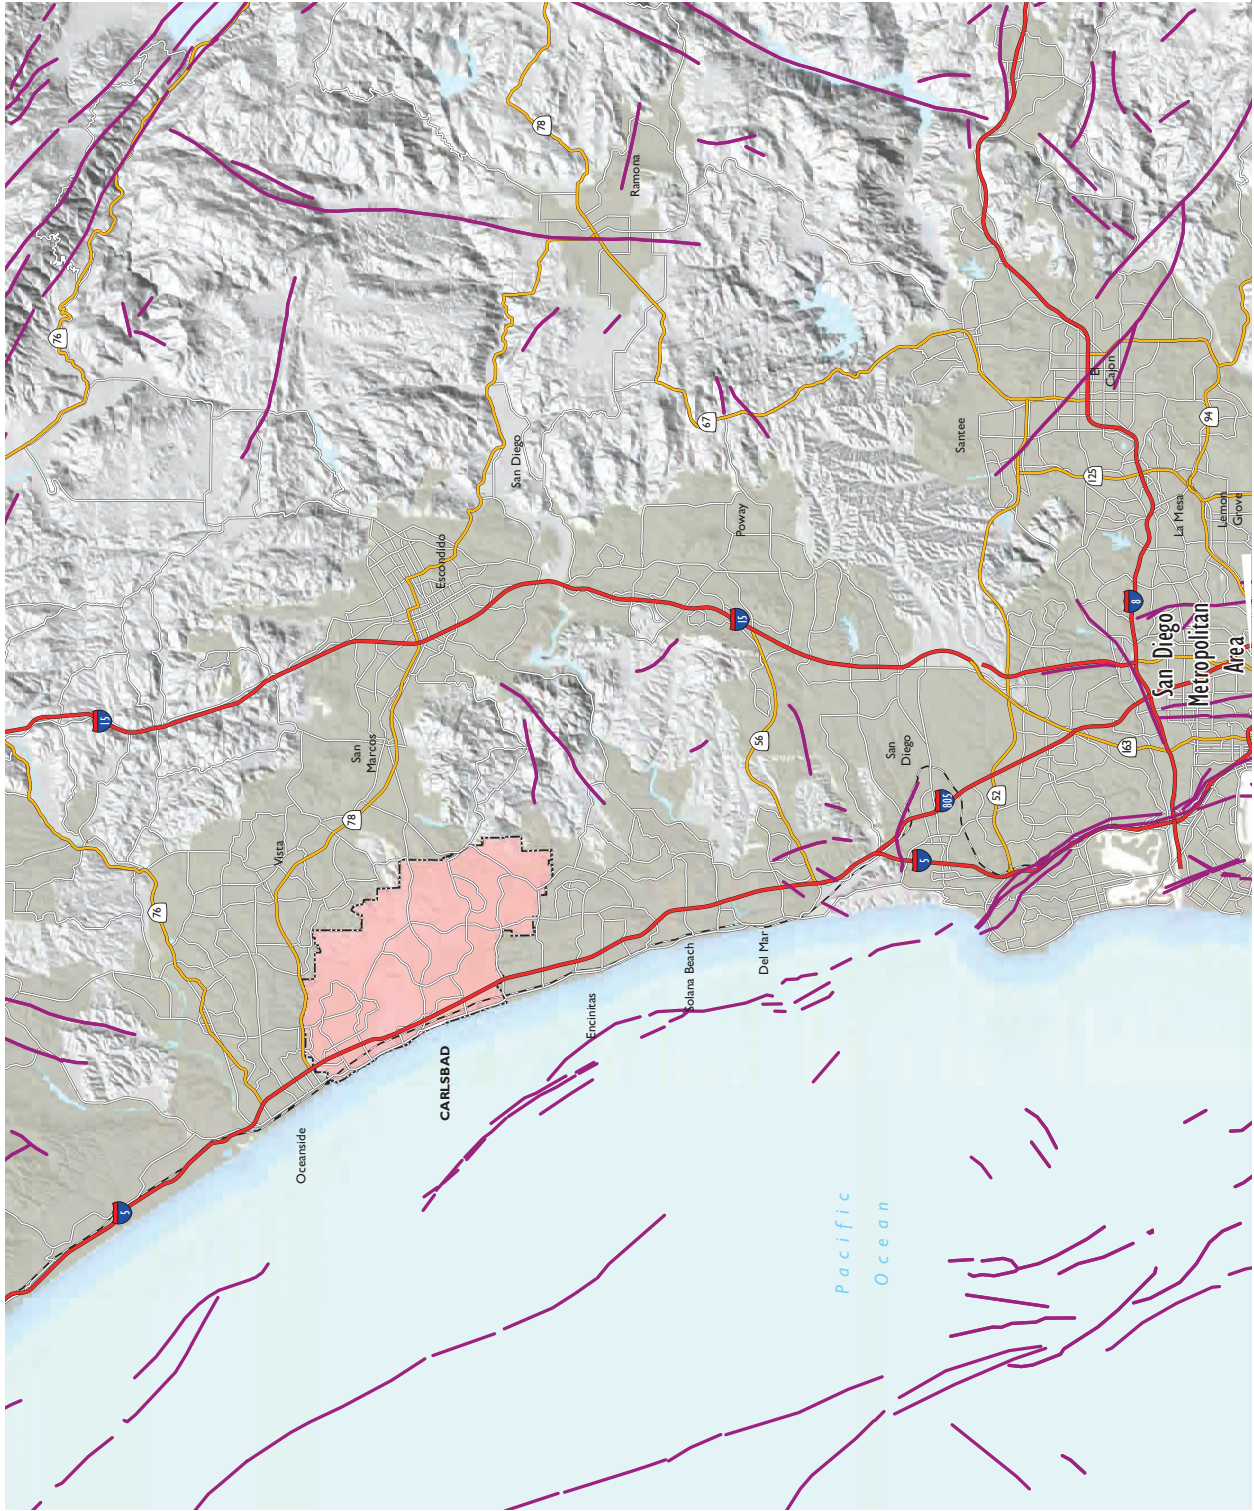 76
78
Ramona
76
San Diego
67
Santee
El
Cajon
94
125
La Mesa
Lemon
Grove
Escondido
Poway
15
8
San Diego
Metropolitan
Area
15
San
Marcos
56
San
Diego
163
805
52
78
Vista
5
76
Del Mar
Solana Beach
Encinitas
CARLSBAD
Oceanside
5
Pacific
Ocean